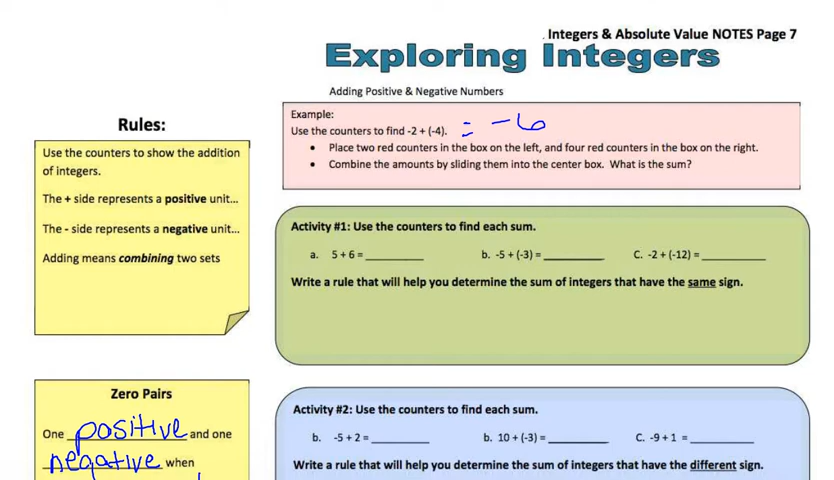 Integers & Absolute Value NOTES Page 7
Exploring Integers
Adding Positive & Negative Numbers
Rules:
Use the counters to show the addition
of integers.
The + side represents a positive unit...
The - side represents a negative unit...
Adding means combining two sets
Example:
Use the counters to find -2 + (-4). = -6
• Place two red counters in the box on the left, and four red counters in the box on the right.
• Combine the amounts by sliding them into the center box. What is the sum?
Activity #1: Use the counters to find each sum.
a. 5 + 6 = ________ b. -5 + (-3) = ________ C. -2 + (-12) = ________
Write a rule that will help you determine the sum of integers that have the same sign.
Zero Pairs
One positive and one
negative when
Activity #2: Use the counters to find each sum.
b. -5 + 2 = ________ b. 10 + (-3) = ________ C. -9 + 1 = ________
Write a rule that will help you determine the sum of integers that have the different sign.